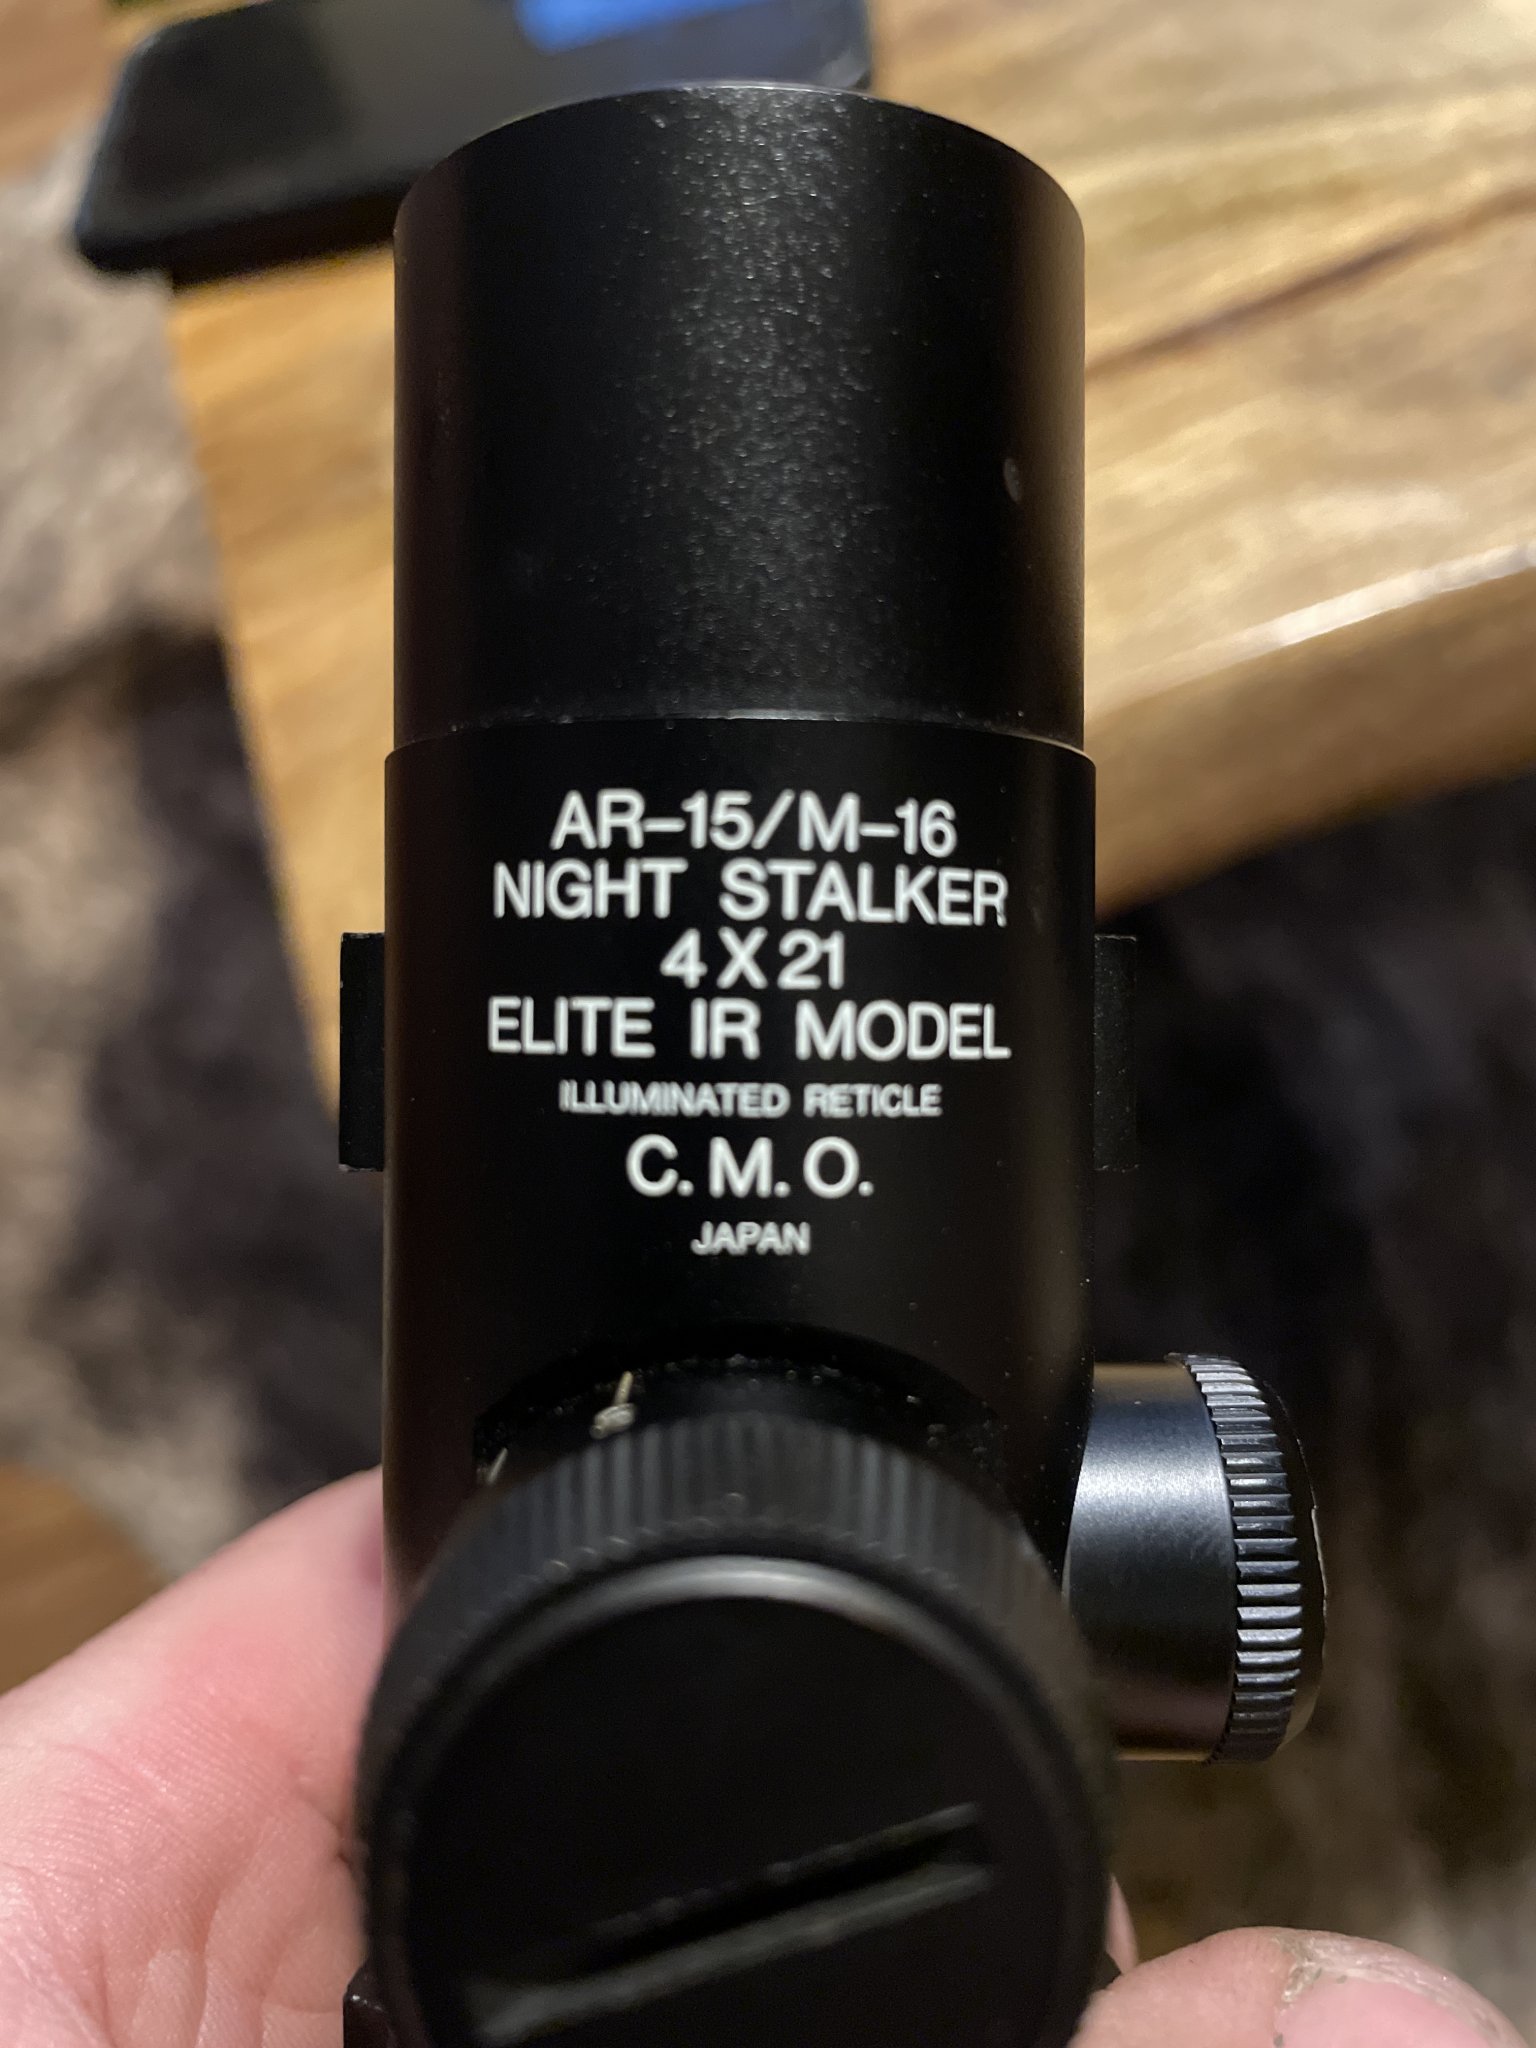 AR-15/M-16
NIGHT STALKER
4X21
ELITE IR MODEL
ILLUMINATED RETICLE
C.M.O.
JAPAN